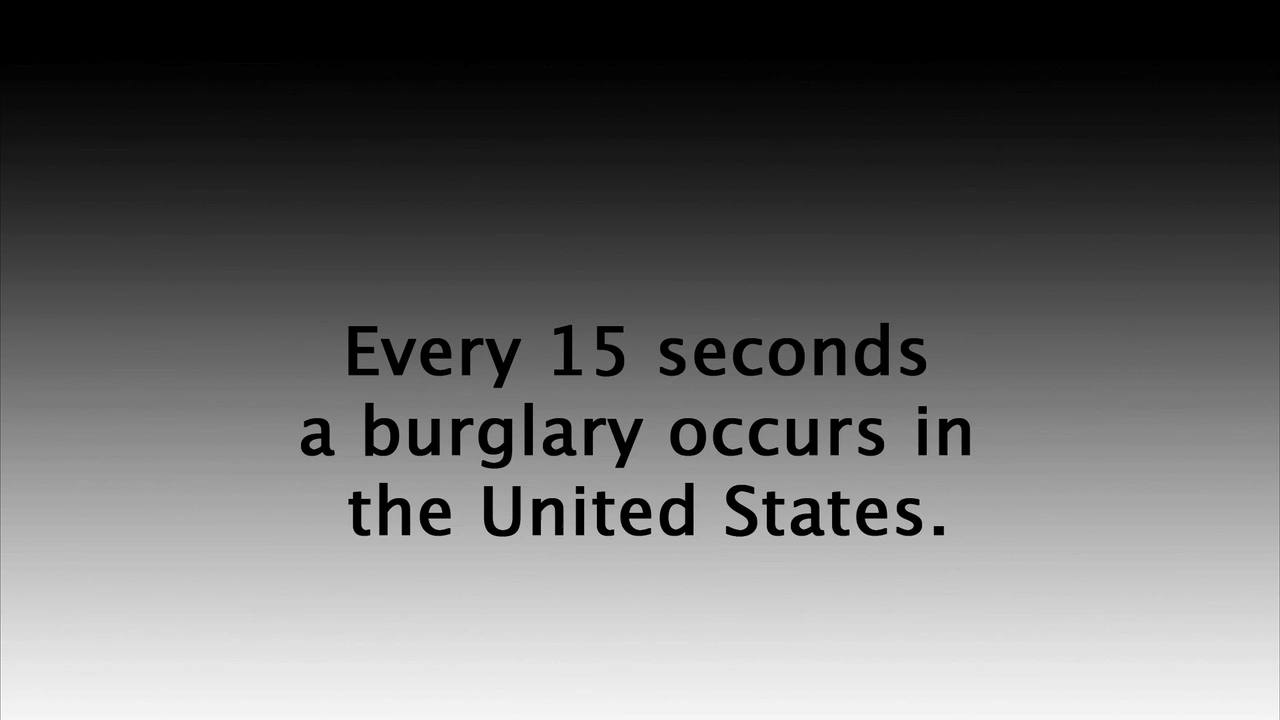 Every 15 seconds
a burglary occurs in
the United States.